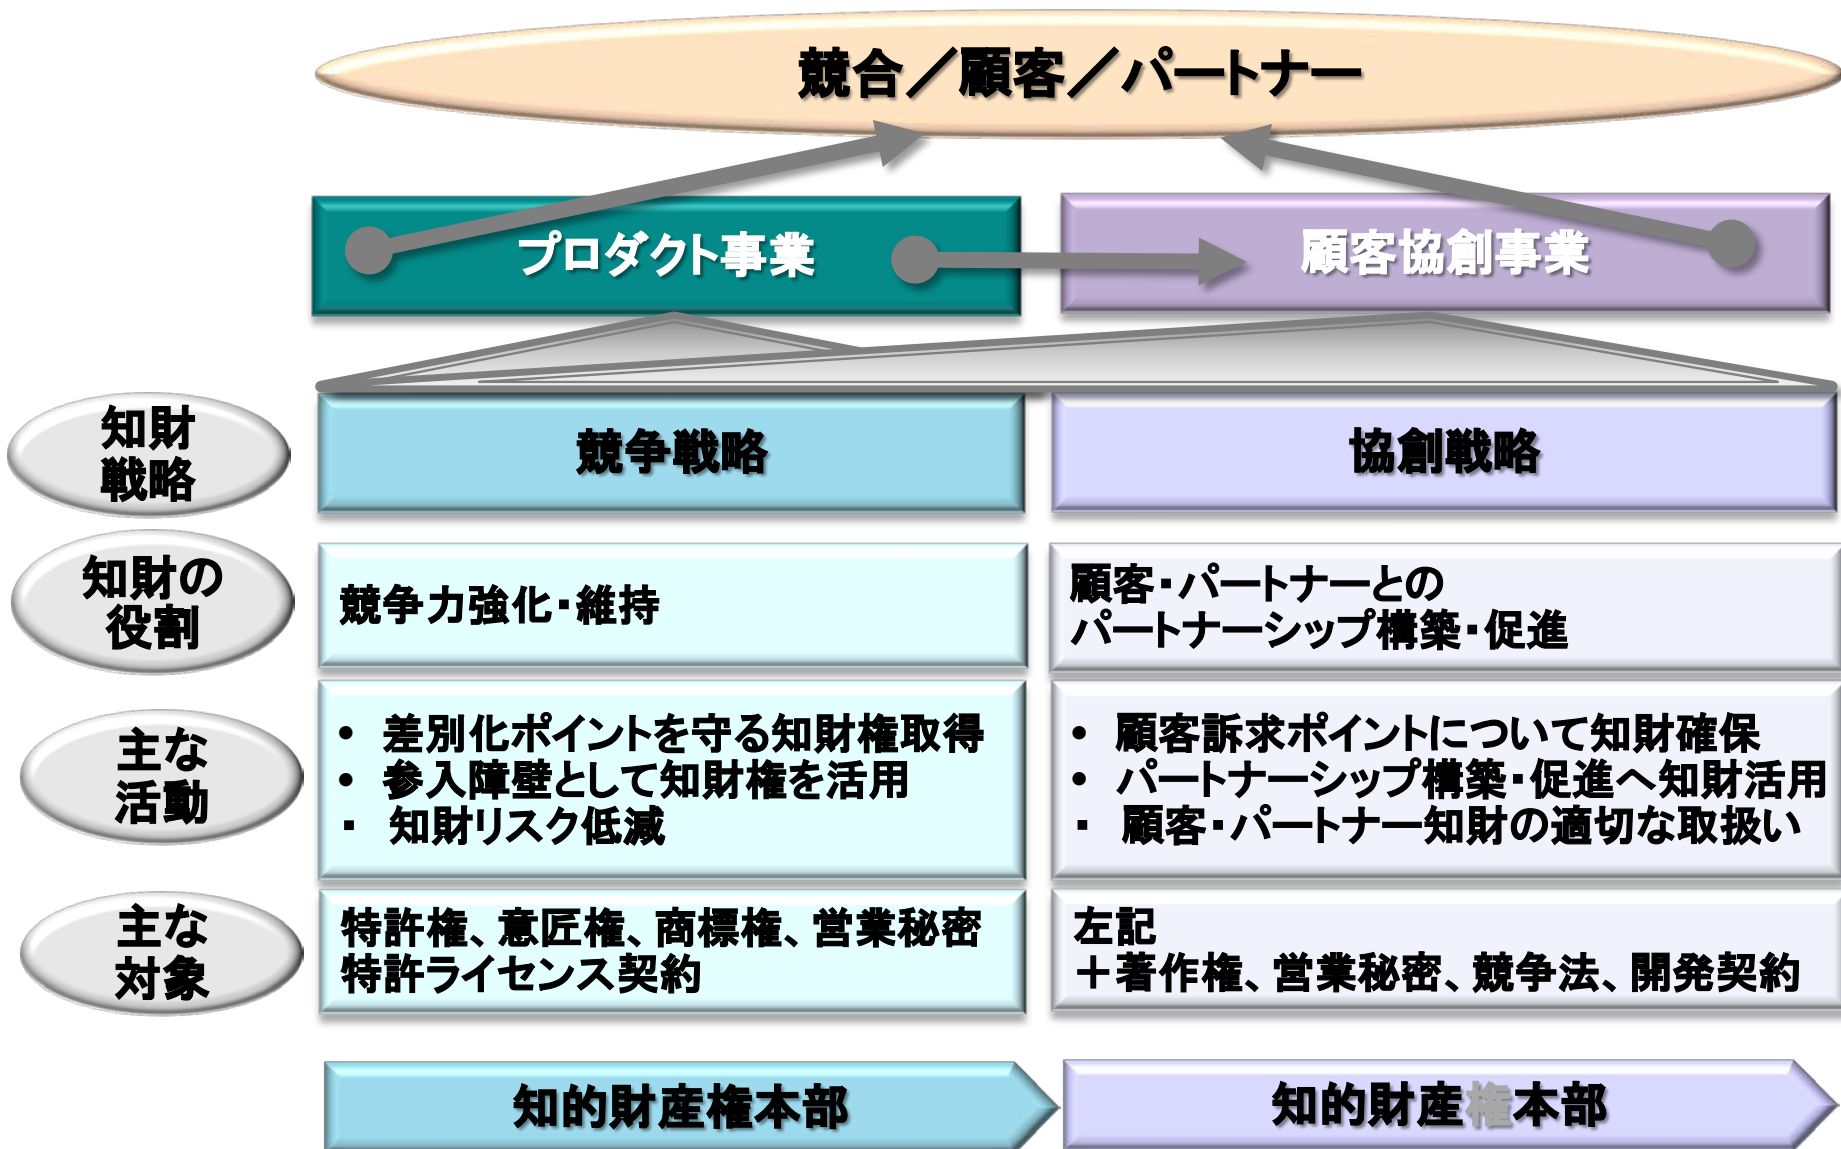 競合／顧客／パートナー
プロダクト事業
顧客協創事業
知財
戦略
競争戦略
協創戦略
知財の
役割
競争力強化・維持
顧客・パートナーとの
パートナーシップ構築・促進
主な
活動
• 差別化ポイントを守る知財権取得
• 参入障壁として知財権を活用
・ 知財リスク低減
• 顧客訴求ポイントについて知財確保
• パートナーシップ構築・促進へ知財活用
・ 顧客・パートナー知財の適切な取扱い
主な
対象
特許権、意匠権、商標権、営業秘密
特許ライセンス契約
左記
＋著作権、営業秘密、競争法、開発契約
知的財産権本部
知的財産権本部